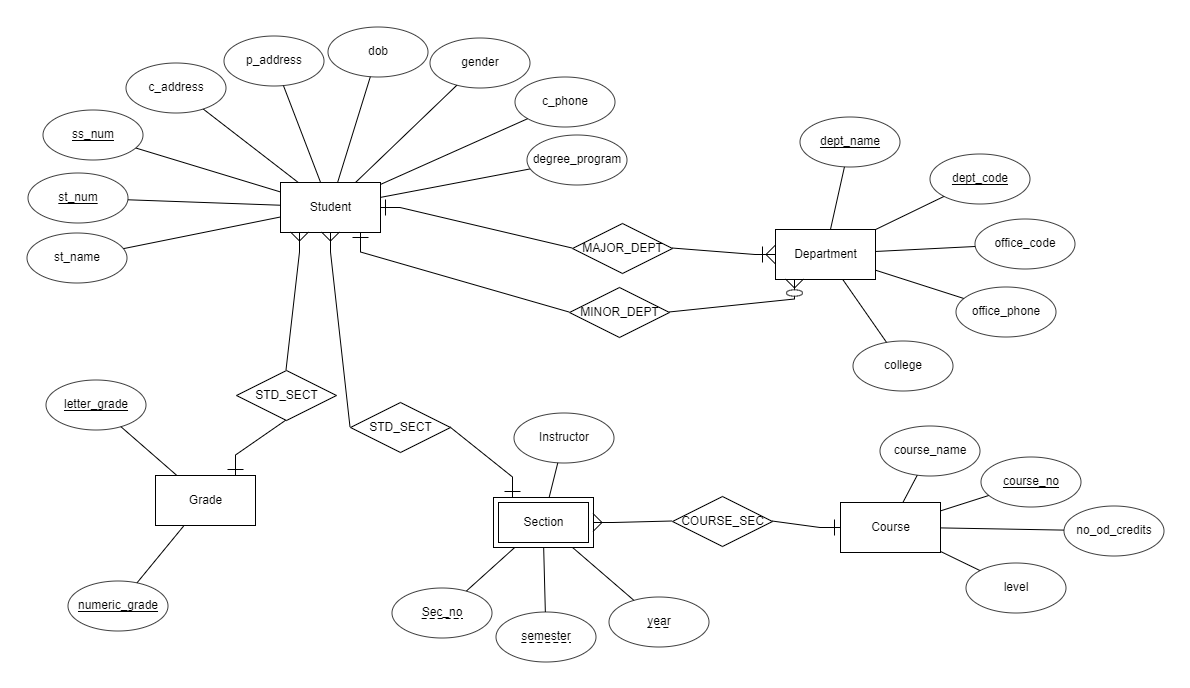 dob
p_address
gender
c_address
c_phone
ss_num
dept_name
degree_program
dept_code
st_num
Student
office_code
st_name
MAJOR_DEPT
Department
MINOR_DEPT
office_phone
college
STD_SECT
letter_grade
STD_SECT
Instructor
course_name
course_no
Grade
Section
COURSE_SEC
Course
no_od_credits
level
numeric_grade
Sec_no
year
semester